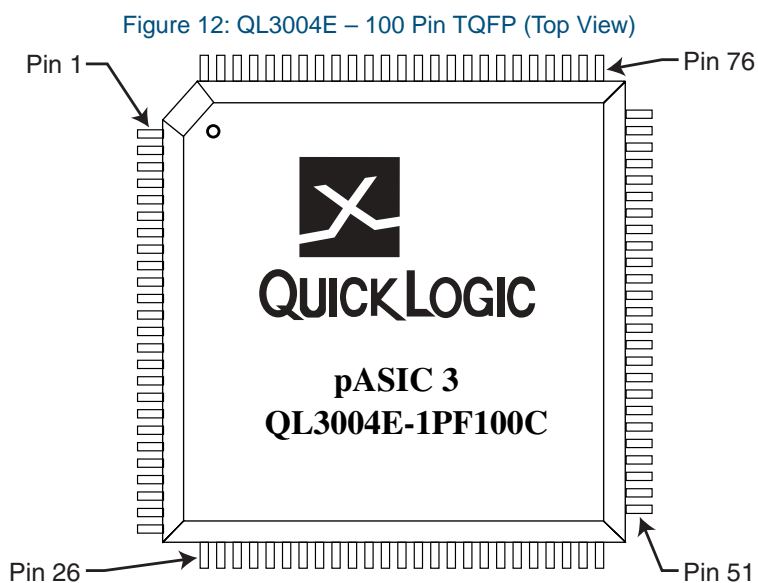 Figure 12: QL3004E – 100 Pin TQFP (Top View)
Pin 1
Pin 76
QUICKLOGIC
pASIC 3
QL3004E-1PF100C
Pin 26
Pin 51